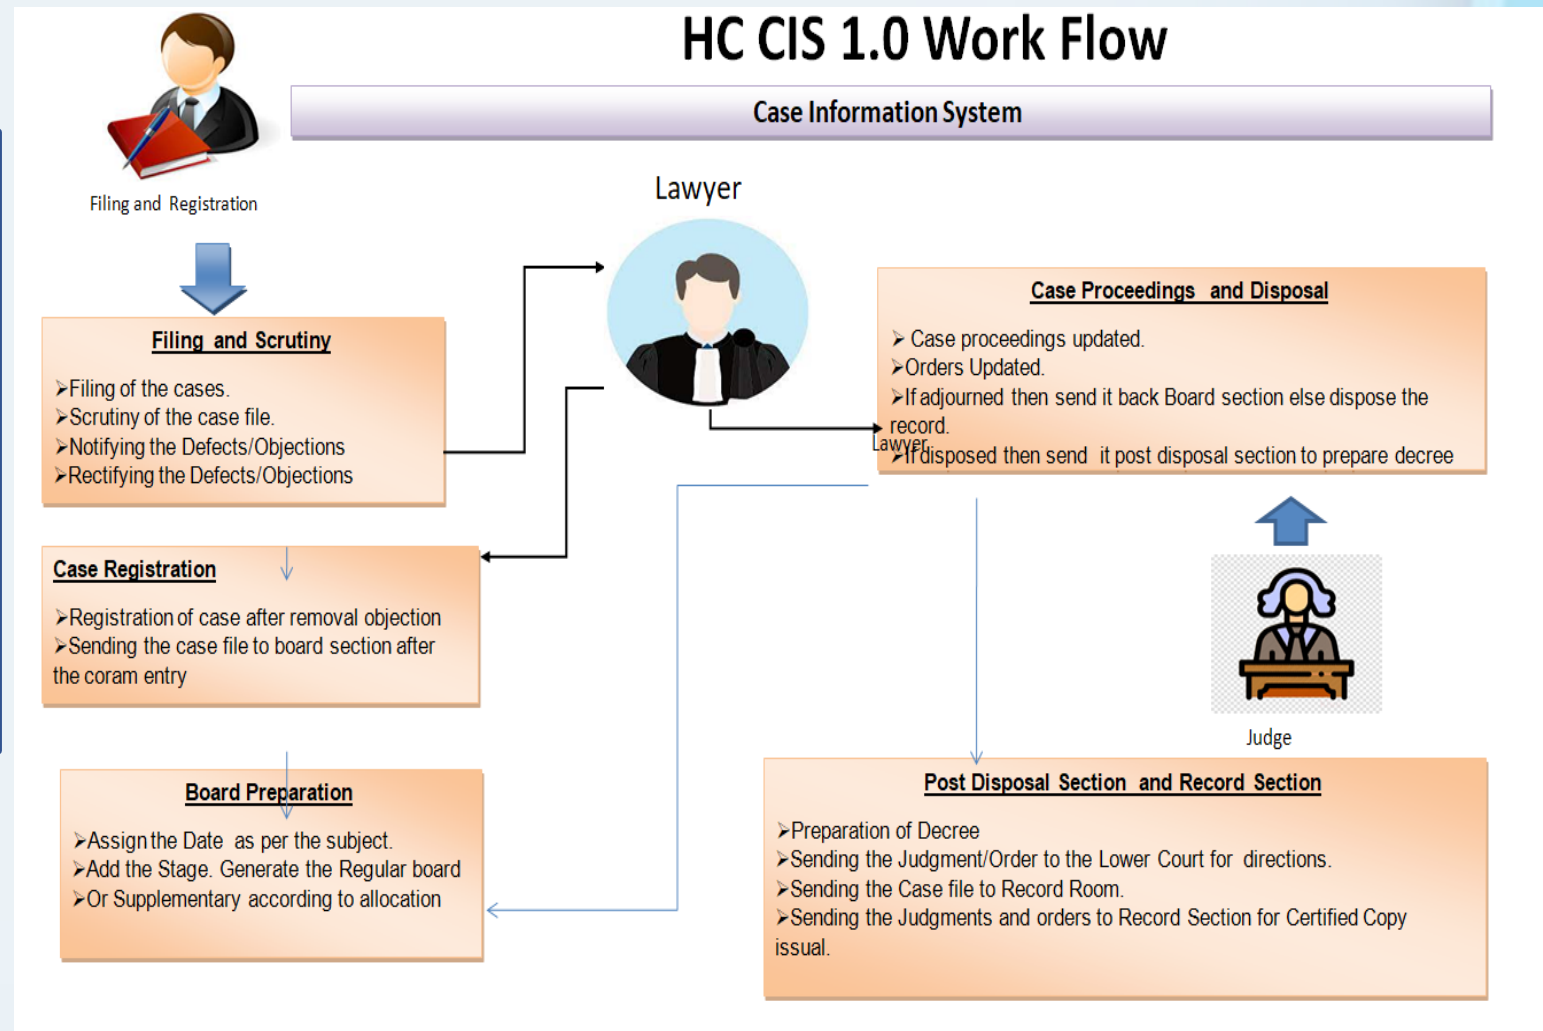 HC CIS 1.0 Work Flow
Case Information System
Filing and Registration
Lawyer
Filing and Scrutiny
➢Filing of the cases.
➢Scrutiny of the case file.
➢Notifying the Defects/Objections
➢Rectifying the Defects/Objections
Case Registration
➢Registration of case after removal objection
➢Sending the case file to board section after
the coram entry
Board Preparation
➢Assign the Date as per the subject.
➢Add the Stage. Generate the Regular board
➢Or Supplementary according to allocation
Case Proceedings and Disposal
➢ Case proceedings updated.
➢Orders Updated.
➢If adjourned then send it back Board section else dispose the
record.
Lawyer
➢If disposed then send it post disposal section to prepare decree
Judge
Post Disposal Section and Record Section
➢Preparation of Decree
➢Sending the Judgment/Order to the Lower Court for directions.
➢Sending the Case file to Record Room.
➢Sending the Judgments and orders to Record Section for Certified Copy
issual.